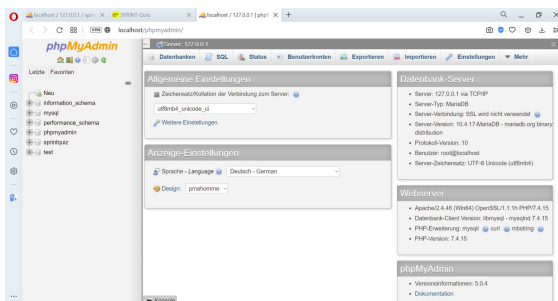 localhost / 127.0.0.1 / sprin
SPRINT-Quiz
localhost / 127.0.0.1 | phpM
VPN
localhost/phpmyadmin/
phpMyAdmin
Letzte Favoriten
Neu
information_schema
mysql
performance_schema
phpmyadmin
sprintquiz
test
Server: 127.0.0.1
Datenbanken SQL Status Benutzerkonten Exportieren Importieren Einstellungen Mehr
Allgemeine Einstellungen
Zeichensatz/Kollation der Verbindung zum Server:
utf8mb4_unicode_ci
Weitere Einstellungen
Anzeige-Einstellungen
Sprache - Language Deutsch - German
Design: pmahomme
Datenbank-Server
Server: 127.0.0.1 via TCP/IP
Server-Typ: MariaDB
Server-Verbindung: SSL wird nicht verwendet
Server-Version: 10.4.17-MariaDB - mariadb.org binary
distribution
Protokoll-Version: 10
Benutzer: root@localhost
Server-Zeichensatz: UTF-8 Unicode (utf8mb4)
Webserver
Apache/2.4.46 (Win64) OpenSSL/1.1.1h PHP/7.4.15
Datenbank-Client Version: libmysql - mysqlnd 7.4.15
PHP-Erweiterung: mysqli curl mbstring
PHP-Version: 7.4.15
phpMyAdmin
Versionsinformationen: 5.0.4
Dokumentation
Konsole